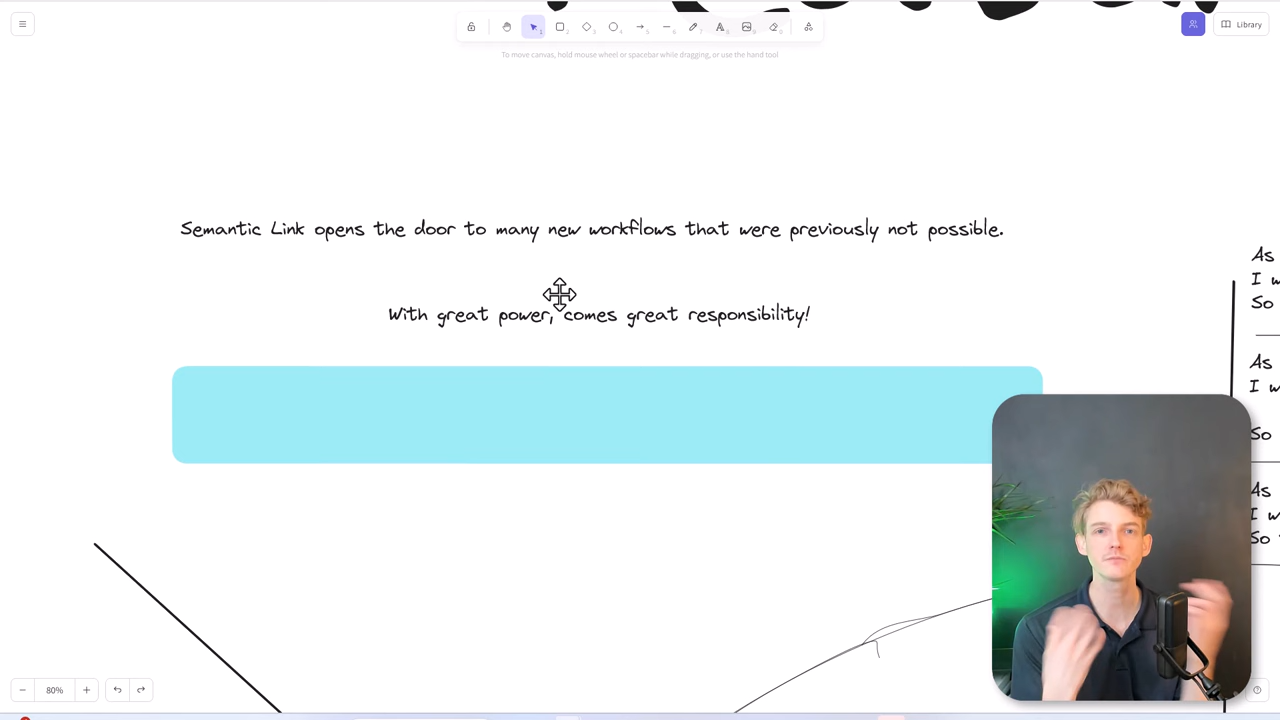 Library
To move canvas, hold mouse wheel or spacebar while dragging, or use the hand tool
Semantic Link opens the door to many new workflows that were previously not possible.
With great power, comes great responsibility!
As
I w
So
As
I w
So
As
I w
So
80%